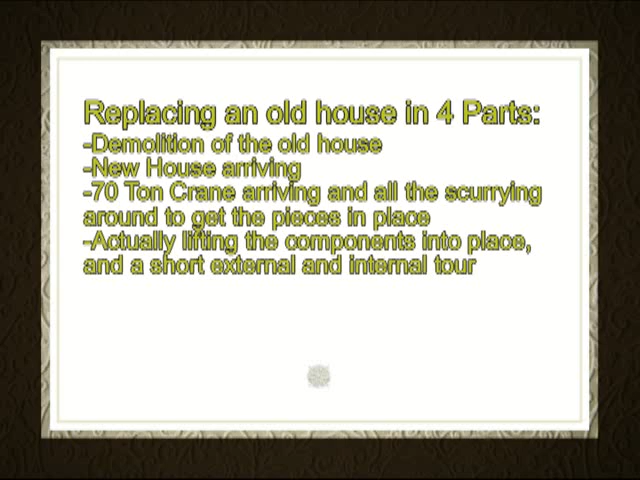 Replacing an old house in 4 Parts:
-Demolition of the old house
-New House arriving
-70 Ton Crane arriving and all the scurrying
around to get the pieces in place
-Actually lifting the components into place,
and a short external and internal tour